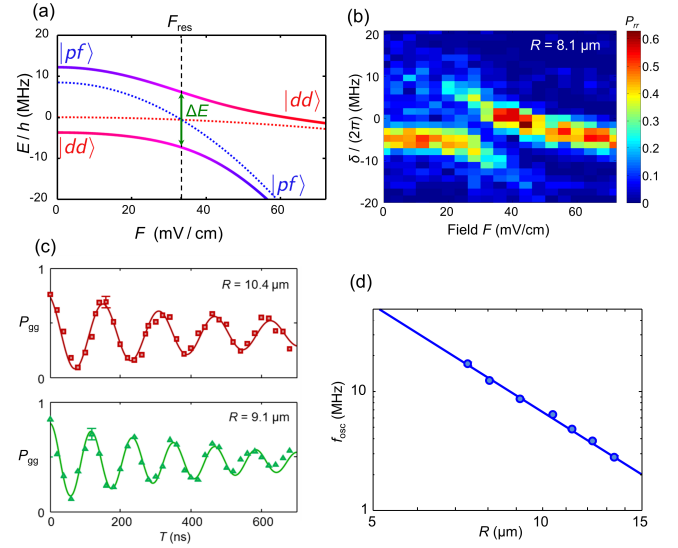 (a)
F_res
20
10
0
-10
-20
E / h (MHz)
|pf⟩
|dd⟩
ΔE
|dd⟩
|pf⟩
0
20
40
60
F (mV / cm)
(b)
P_rr
R = 8.1 µm
20
10
0
-10
-20
δ / (2π) (MHz)
0
20
40
60
Field F (mV/cm)
0.6
0.5
0.4
0.3
0.2
0.1
0
(c)
1
P_gg
0
R = 10.4 µm
1
P_gg
0
R = 9.1 µm
0
200
400
600
T (ns)
(d)
10
1
f_osc (MHz)
5
10
15
R (µm)